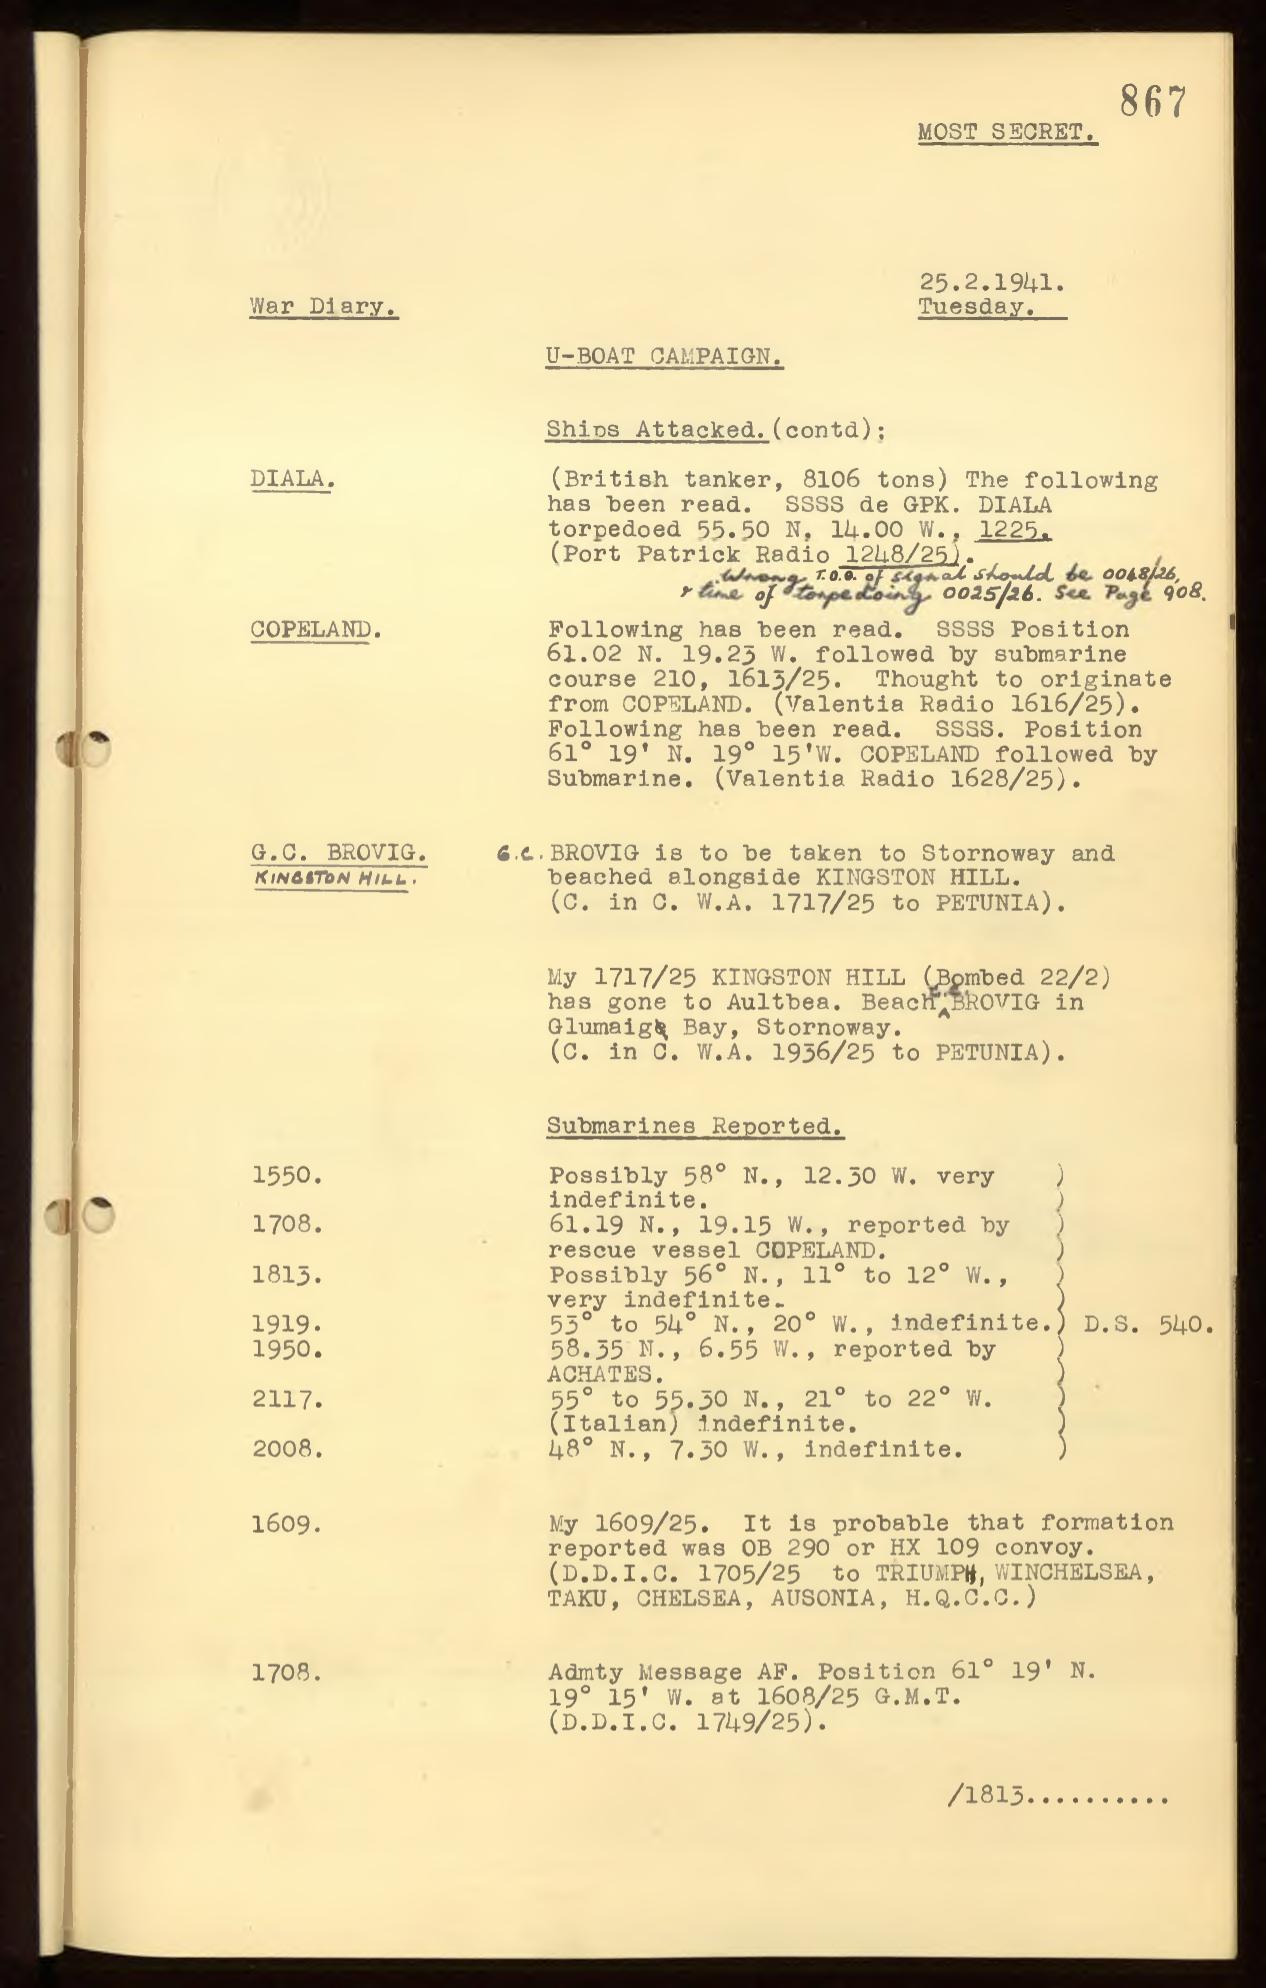 867
MOST SECRET.
25.2.1941.
War Diary. Tuesday.
U-BOAT CAMPAIGN.
Ships Attacked.(contd):
DIALA. (British tanker, 8106 tons) The following
has been read. SSSS de GPK. DIALA
torpedoed 55.50 N, 14.00 W., 1225.
(Port Patrick Radio 1248/25).
Wrong T.O.O. of signal should be 0048/26,
& time of torpedoing 0025/26. See Page 908.
COPELAND. Following has been read. SSSS Position
61.02 N. 19.23 W. followed by submarine
course 210, 1613/25. Thought to originate
from COPELAND. (Valentia Radio 1616/25).
Following has been read. SSSS. Position
61° 19' N. 19° 15'W. COPELAND followed by
Submarine. (Valentia Radio 1628/25).
G.C. BROVIG. G.C. BROVIG is to be taken to Stornoway and
KINGSTON HILL. beached alongside KINGSTON HILL.
(C. in C. W.A. 1717/25 to PETUNIA).
My 1717/25 KINGSTON HILL (Bombed 22/2)
has gone to Aultbea. Beach G.C. BROVIG in
Glumaig Bay, Stornoway.
(C. in C. W.A. 1936/25 to PETUNIA).
Submarines Reported.
1550. Possibly 58° N., 12.30 W. very )
indefinite. )
1708. 61.19 N., 19.15 W., reported by )
rescue vessel COPELAND. )
1813. Possibly 56° N., 11° to 12° W., )
very indefinite. )
1919. 53° to 54° N., 20° W., indefinite.) D.S. 540.
1950. 58.35 N., 6.55 W., reported by )
ACHATES. )
2117. 55° to 55.30 N., 21° to 22° W. )
(Italian) indefinite. )
2008. 48° N., 7.30 W., indefinite. )
1609. My 1609/25. It is probable that formation
reported was OB 290 or HX 109 convoy.
(D.D.I.C. 1705/25 to TRIUMPH, WINCHELSEA,
TAKU, CHELSEA, AUSONIA, H.Q.C.C.)
1708. Admty Message AF. Position 61° 19' N.
19° 15' W. at 1608/25 G.M.T.
(D.D.I.C. 1749/25).
/1813..........